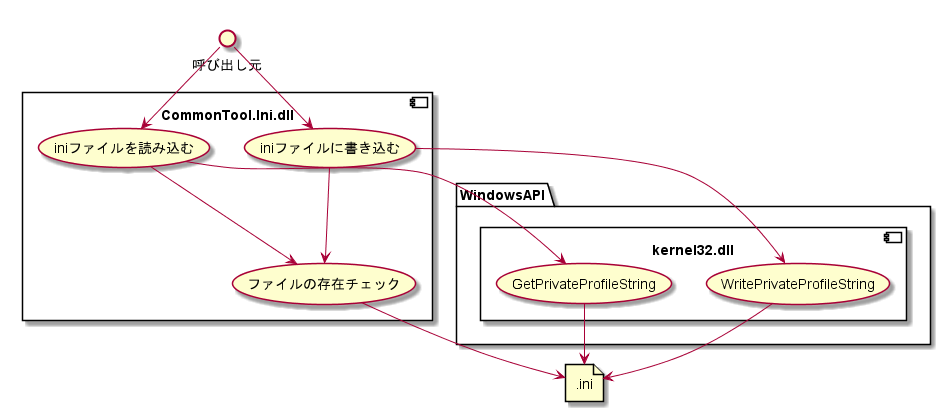 呼び出し元
CommonTool.Ini.dll
iniファイルを読み込む
iniファイルに書き込む
WindowsAPI
kernel32.dll
ファイルの存在チェック
GetPrivateProfileString
WritePrivateProfileString
.ini